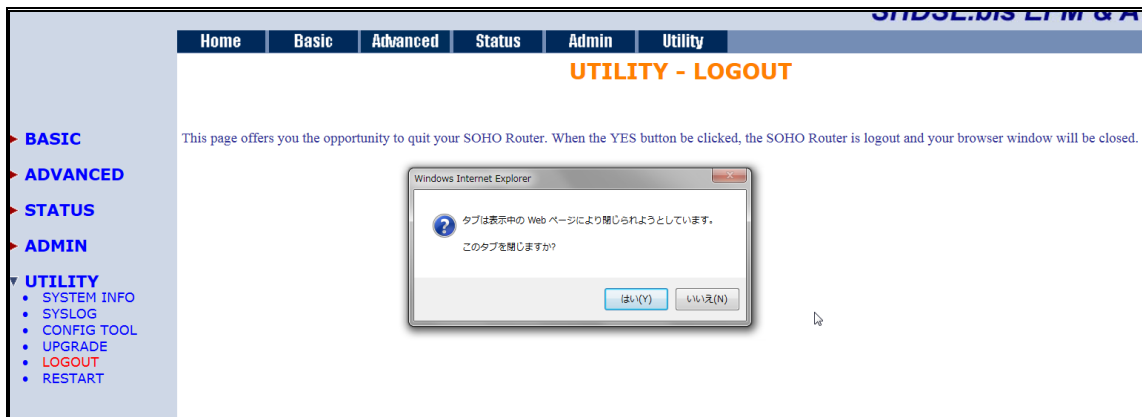 Home Basic Advanced Status Admin Utility
UTILITY - LOGOUT
This page offers you the opportunity to quit your SOHO Router. When the YES button be clicked, the SOHO Router is logout and your browser window will be closed.
BASIC
ADVANCED
STATUS
ADMIN
UTILITY
SYSTEM INFO
SYSLOG
CONFIG TOOL
UPGRADE
LOGOUT
RESTART
Windows Internet Explorer
タブは表示中の Web ページにより閉じられようとしています。
このタブを閉じますか?
はい(Y) いいえ(N)